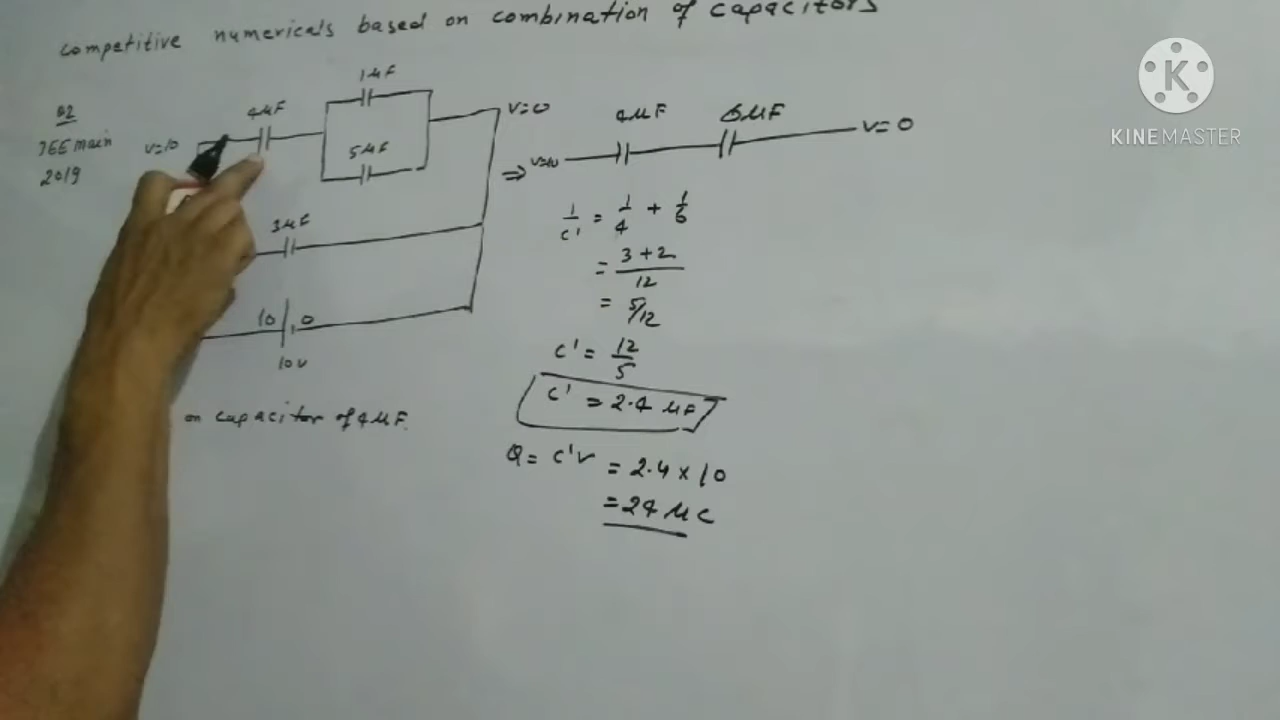 competitive numericals based on combination of capacitors
Q2
JEE main
2019
V=10
4μF
1μF
5μF
V=0
3μF
10 0
10V
on capacitor of 4μF.
⇒ V=10
4μF
6μF
V=0
1/C' = 1/4 + 1/6
= 3+2/12
= 5/12
C' = 12/5
C' = 2.4 μF
Q = C'V = 2.4 × 10
= 24 μC
K
KINEMASTER